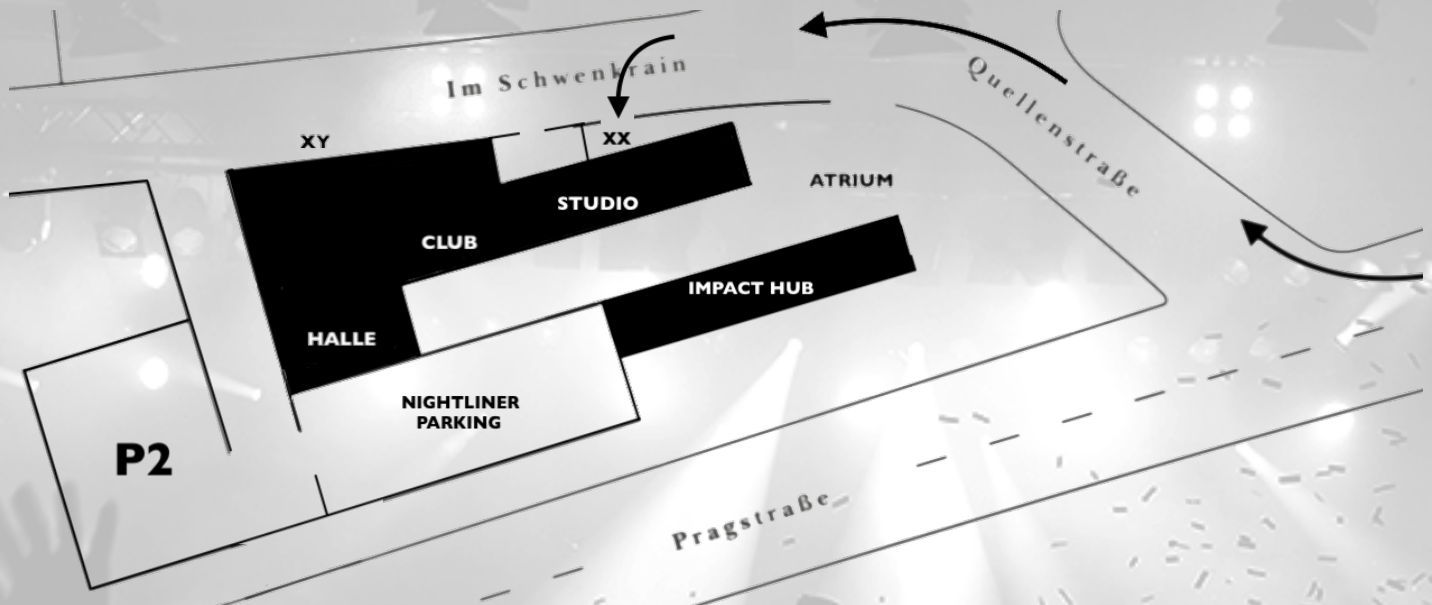 Im Schwenkrain
Quellenstraße
XY
XX
STUDIO
ATRIUM
CLUB
IMPACT HUB
HALLE
NIGHTLINER
PARKING
P2
Pragstraße